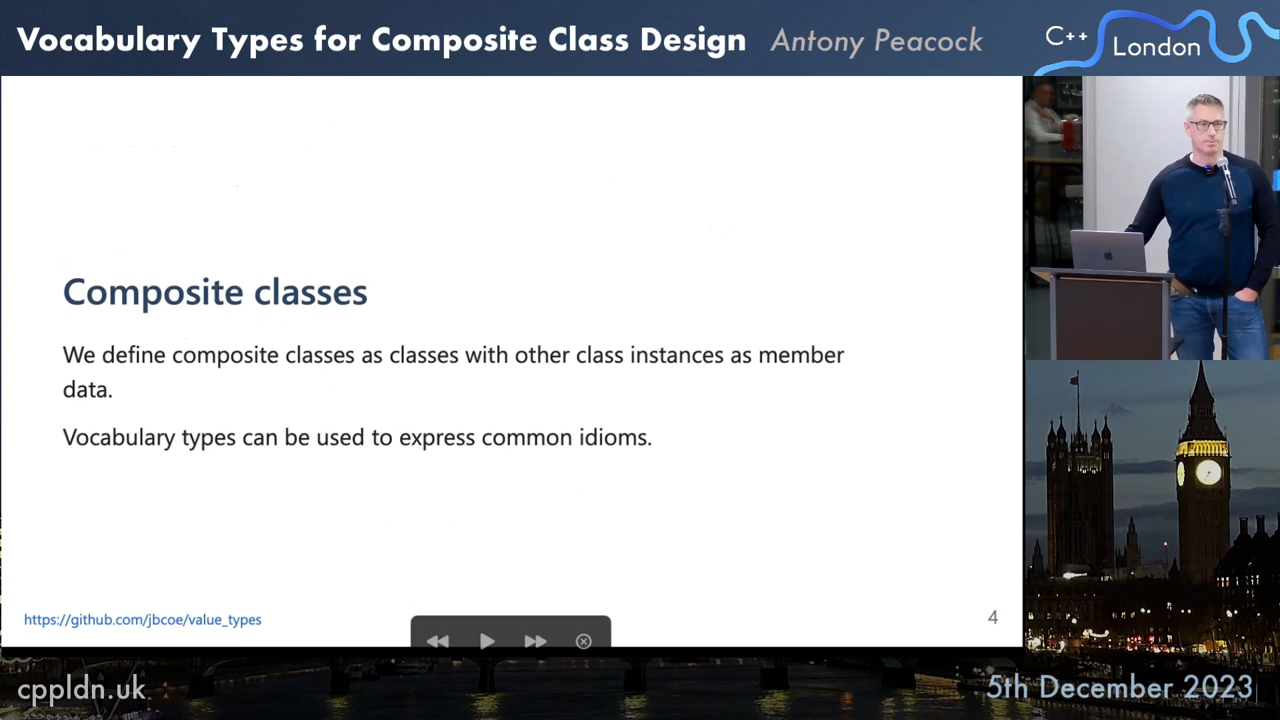 Vocabulary Types for Composite Class Design Antony Peacock
C++ London
Composite classes
We define composite classes as classes with other class instances as member
data.
Vocabulary types can be used to express common idioms.
https://github.com/jbcoe/value_types
4
cppldn.uk
5th December 2023